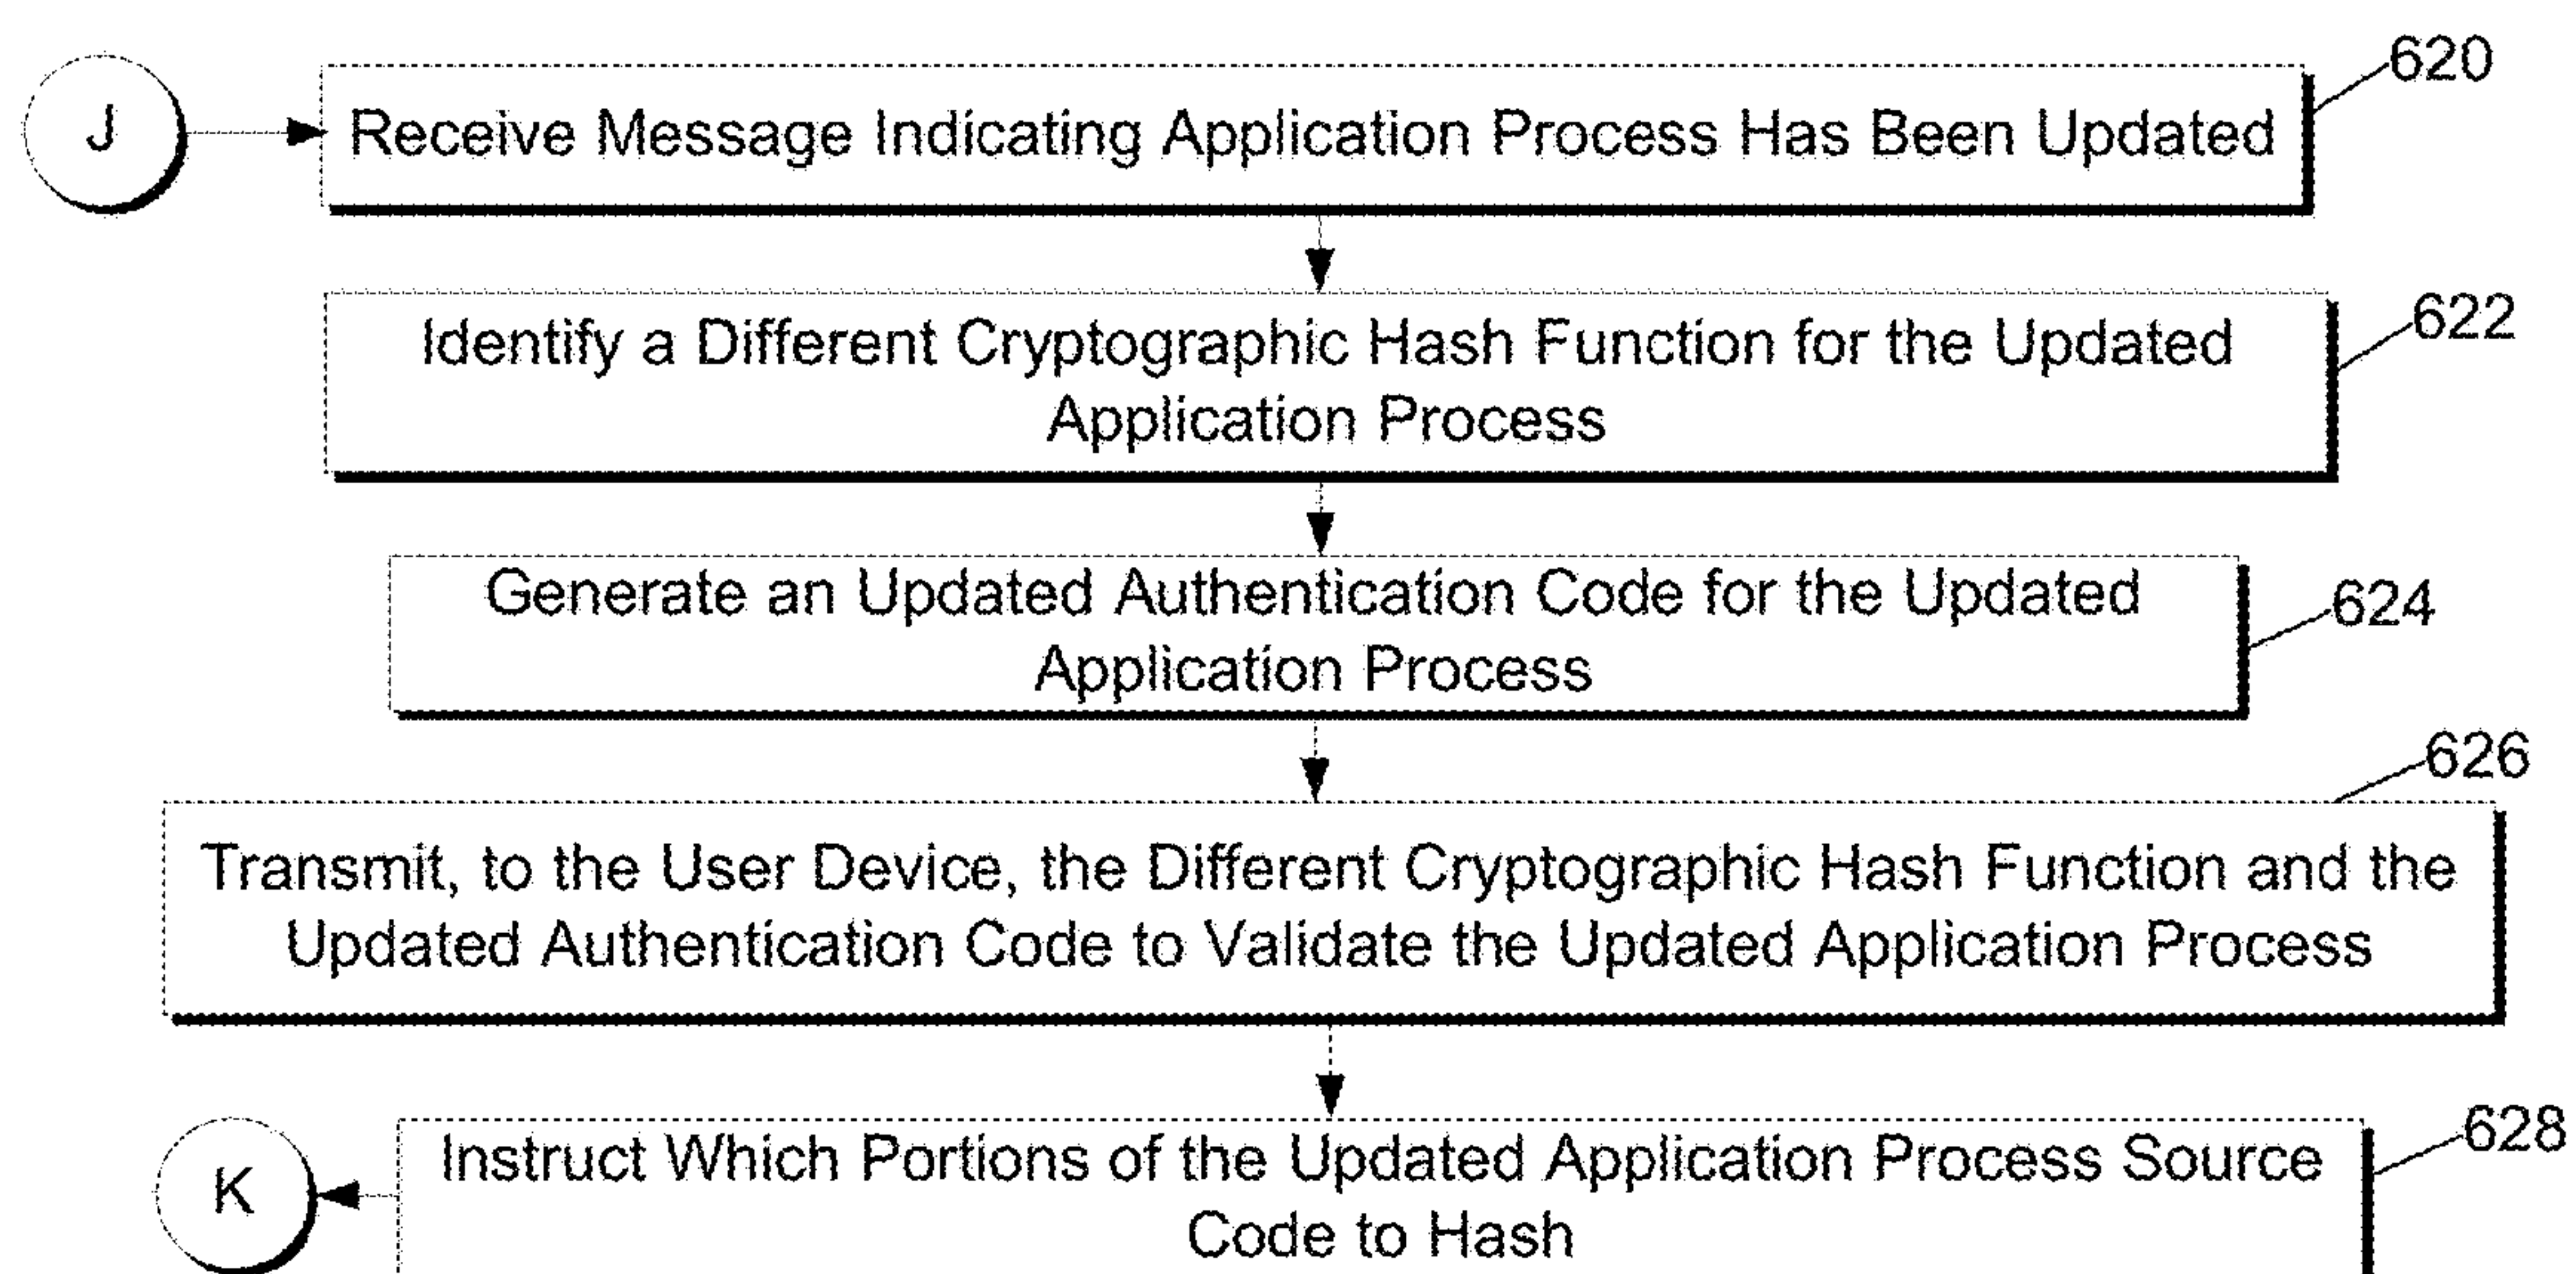 620
J
Receive Message Indicating Application Process Has Been Updated
622
Identify a Different Cryptographic Hash Function for the Updated
Application Process
624
Generate an Updated Authentication Code for the Updated
Application Process
626
Transmit, to the User Device, the Different Cryptographic Hash Function and the
Updated Authentication Code to Validate the Updated Application Process
628
K
Instruct Which Portions of the Updated Application Process Source
Code to Hash